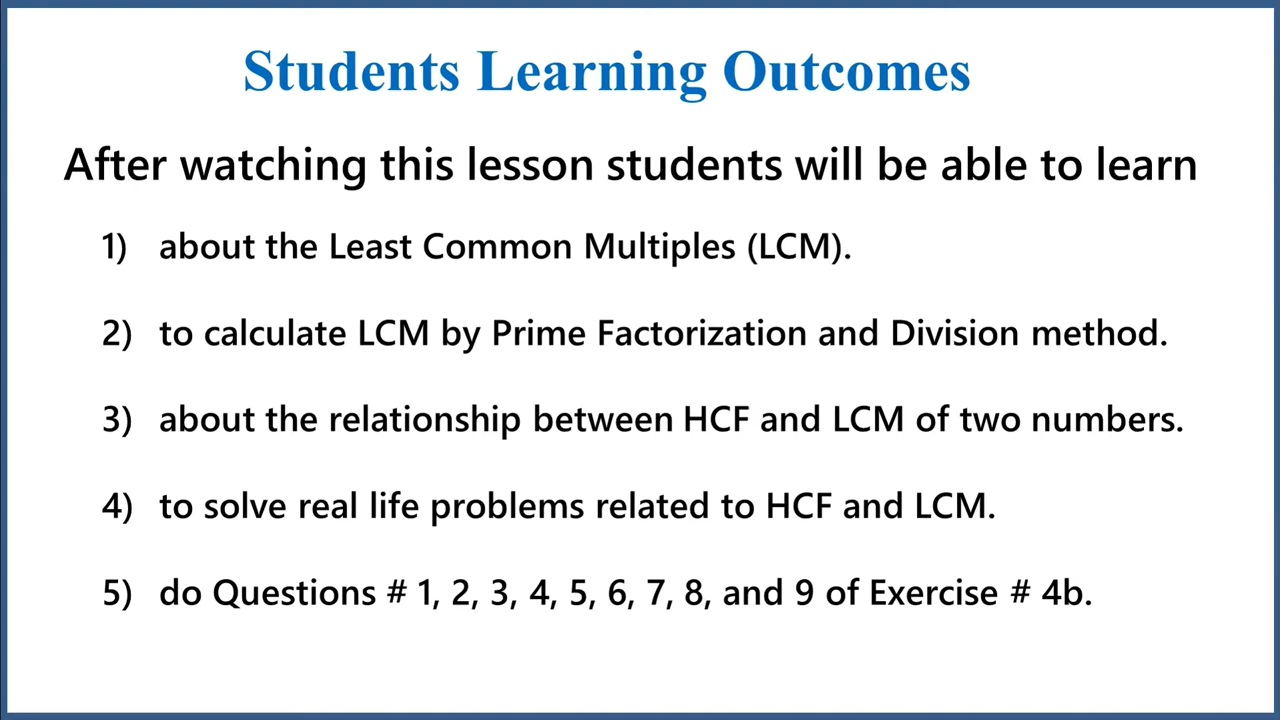 Students Learning Outcomes
After watching this lesson students will be able to learn
1) about the Least Common Multiples (LCM).
2) to calculate LCM by Prime Factorization and Division method.
3) about the relationship between HCF and LCM of two numbers.
4) to solve real life problems related to HCF and LCM.
5) do Questions # 1, 2, 3, 4, 5, 6, 7, 8, and 9 of Exercise # 4b.